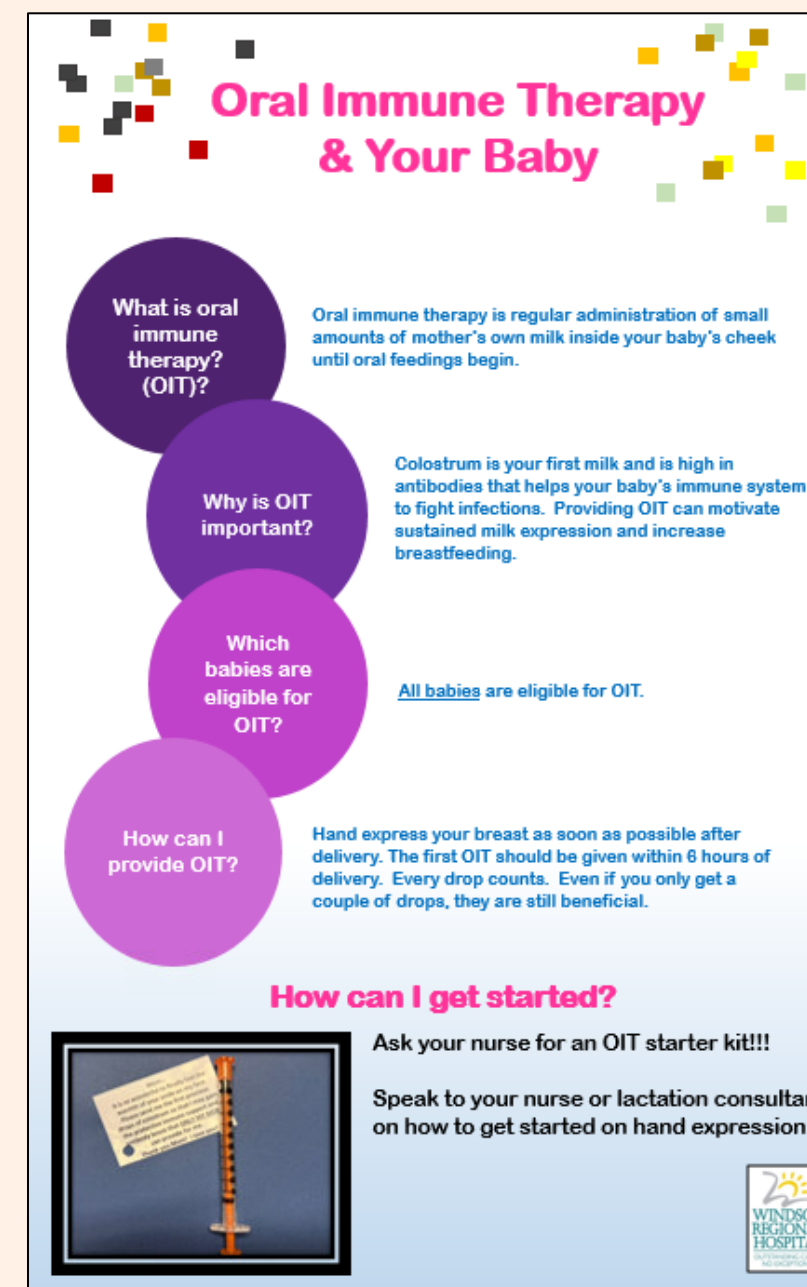 Oral Immune Therapy
& Your Baby
What is oral
immune
therapy?
(OIT)?
Oral immune therapy is regular administration of small
amounts of mother's own milk inside your baby's cheek
until oral feedings begin.
Why is OIT
important?
Colostrum is your first milk and is high in
antibodies that helps your baby's immune system
to fight infections. Providing OIT can motivate
sustained milk expression and increase
breastfeeding.
Which
babies are
eligible for
OIT?
All babies are eligible for OIT.
How can I
provide OIT?
Hand express your breast as soon as possible after
delivery. The first OIT should be given within 6 hours of
delivery. Every drop counts. Even if you only get a
couple of drops, they are still beneficial.
How can I get started?
Ask your nurse for an OIT starter kit!!!
Speak to your nurse or lactation consulta
on how to get started on hand expression
WINDSO
REGION
HOSPITA